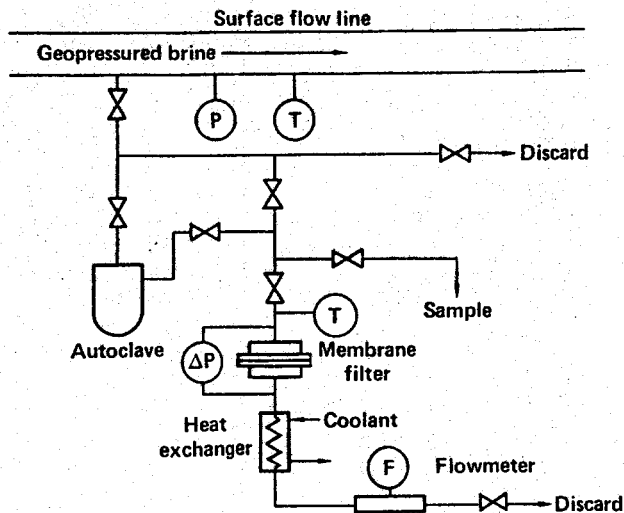 Surface flow line
Geopressured brine
P
T
Discard
Sample
T
Autoclave
ΔP
Membrane
filter
Heat
exchanger
Coolant
F
Flowmeter
Discard